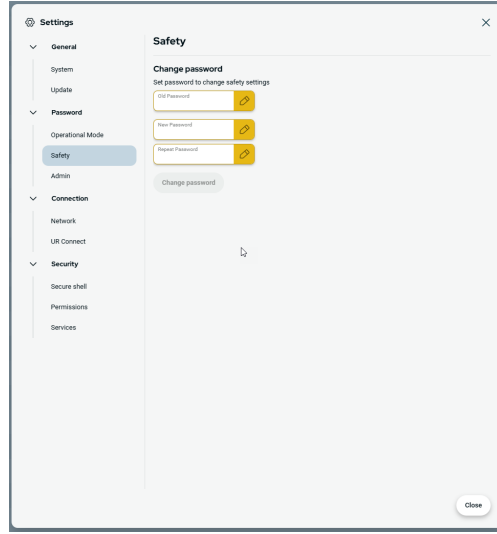 Settings
General
System
Update
Password
Operational Mode
Safety
Admin
Connection
Network
UR Connect
Security
Secure shell
Permissions
Services
Safety
Change password
Set password to change safety settings
Old Password
New Password
Repeat Password
Change password
Close